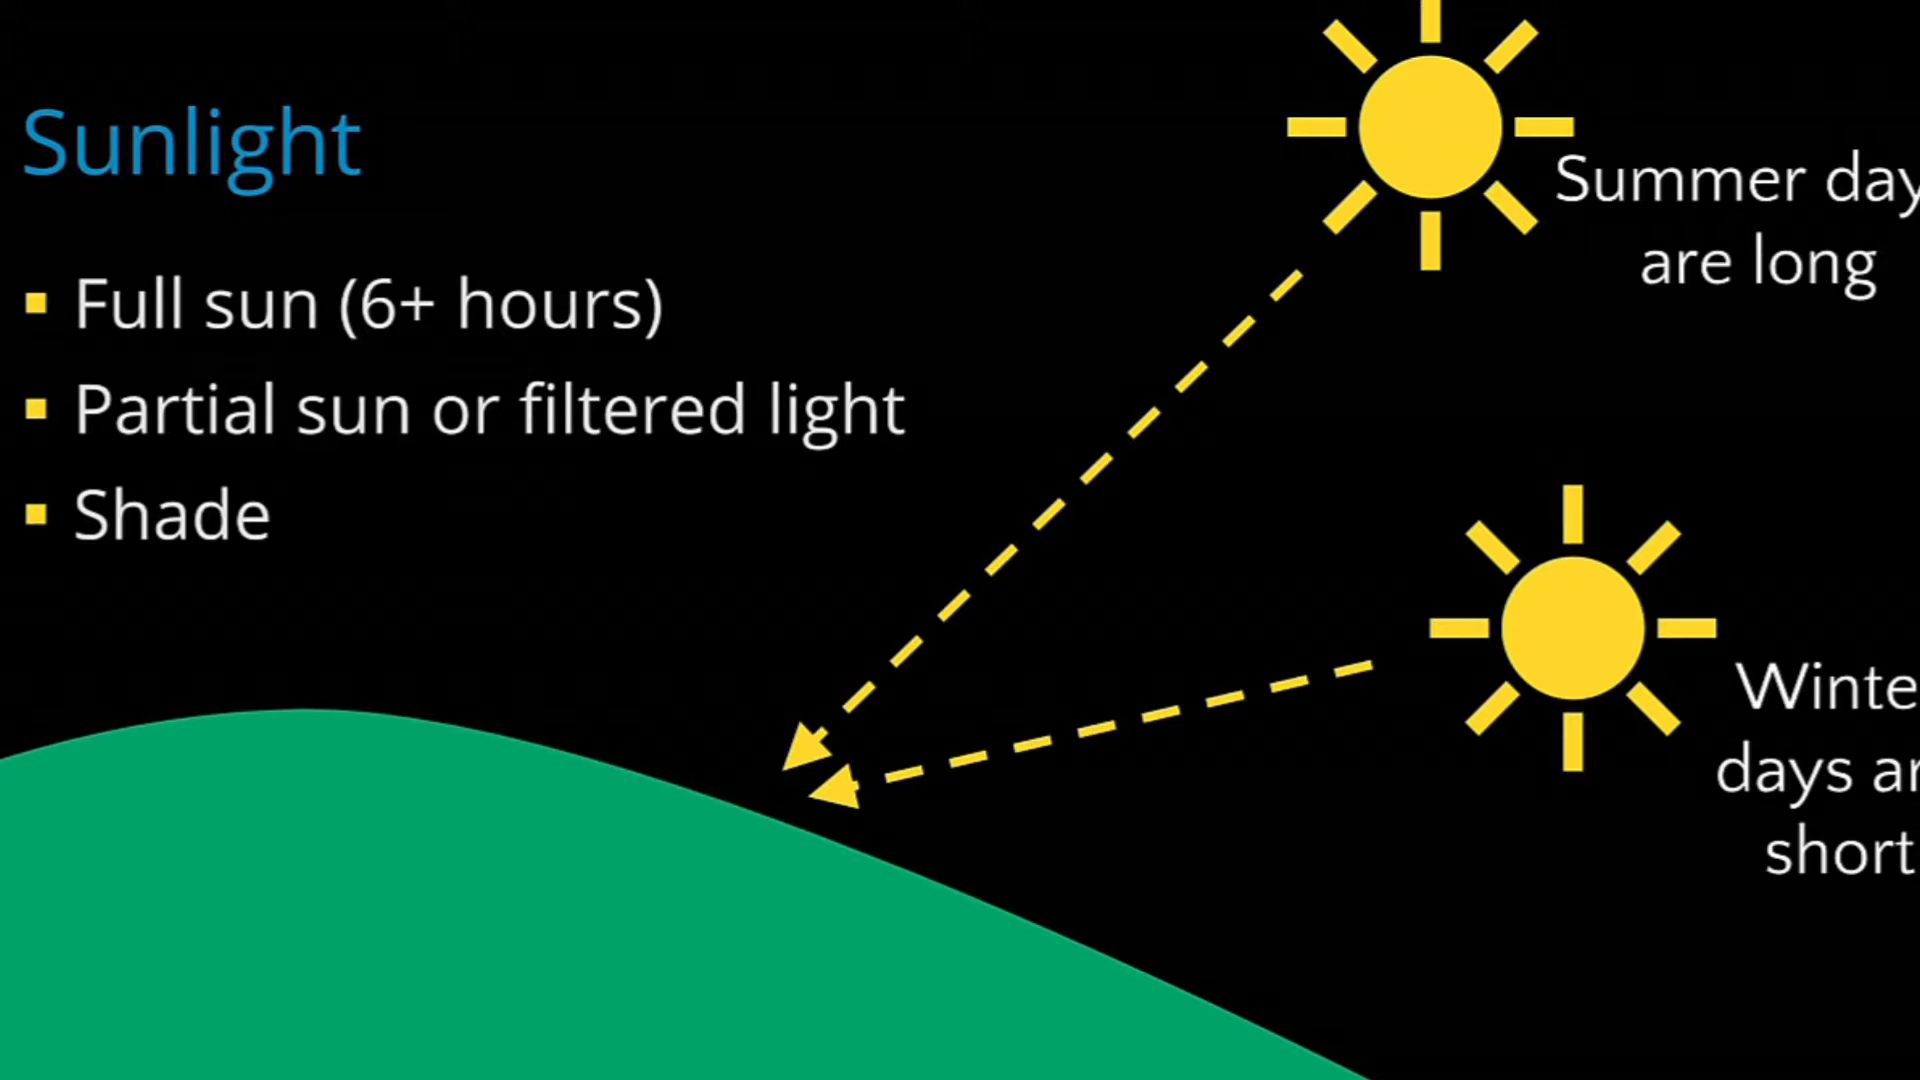 Sunlight
Full sun (6+ hours)
Partial sun or filtered light
Shade
Summer day
are long
Winte
days ar
short